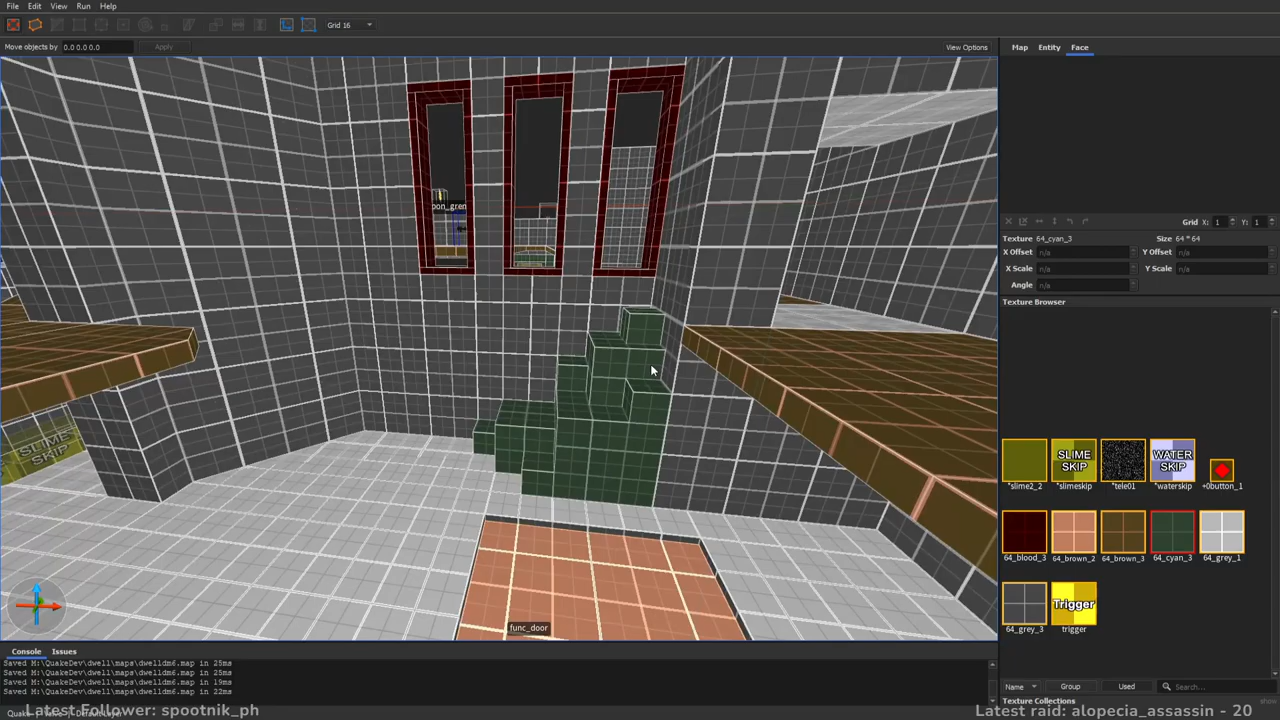 File Edit View Run Help
Grid 16
Move objects by 0.0 0.0 0.0 Apply View Options
Map Entity Face
pon_gren
SLIME
SKIP
func_door
Grid X: 1 Y: 1
Texture 64_cyan_3 Size 64 * 64
X Offset n/a Y Offset n/a
X Scale n/a Y Scale n/a
Angle n/a
Texture Browser
SLIME
SKIP
WATER
SKIP
*slime2_2 *slimeskip *tele01 *waterskip +0button_1
64_blood_3 64_brown_2 64_brown_3 64_cyan_3 64_grey_1
Trigger
64_grey_3 trigger
Name Group Used Search...
Texture Collections show
Console Issues
Saved M:\QuakeDev\dwell\maps\dwelldm6.map in 25ms
Saved M:\QuakeDev\dwell\maps\dwelldm6.map in 25ms
Saved M:\QuakeDev\dwell\maps\dwelldm6.map in 19ms
Saved M:\QuakeDev\dwell\maps\dwelldm6.map in 22ms
Latest Follower: spootnik_ph
Latest raid: alopecia_assassin - 20